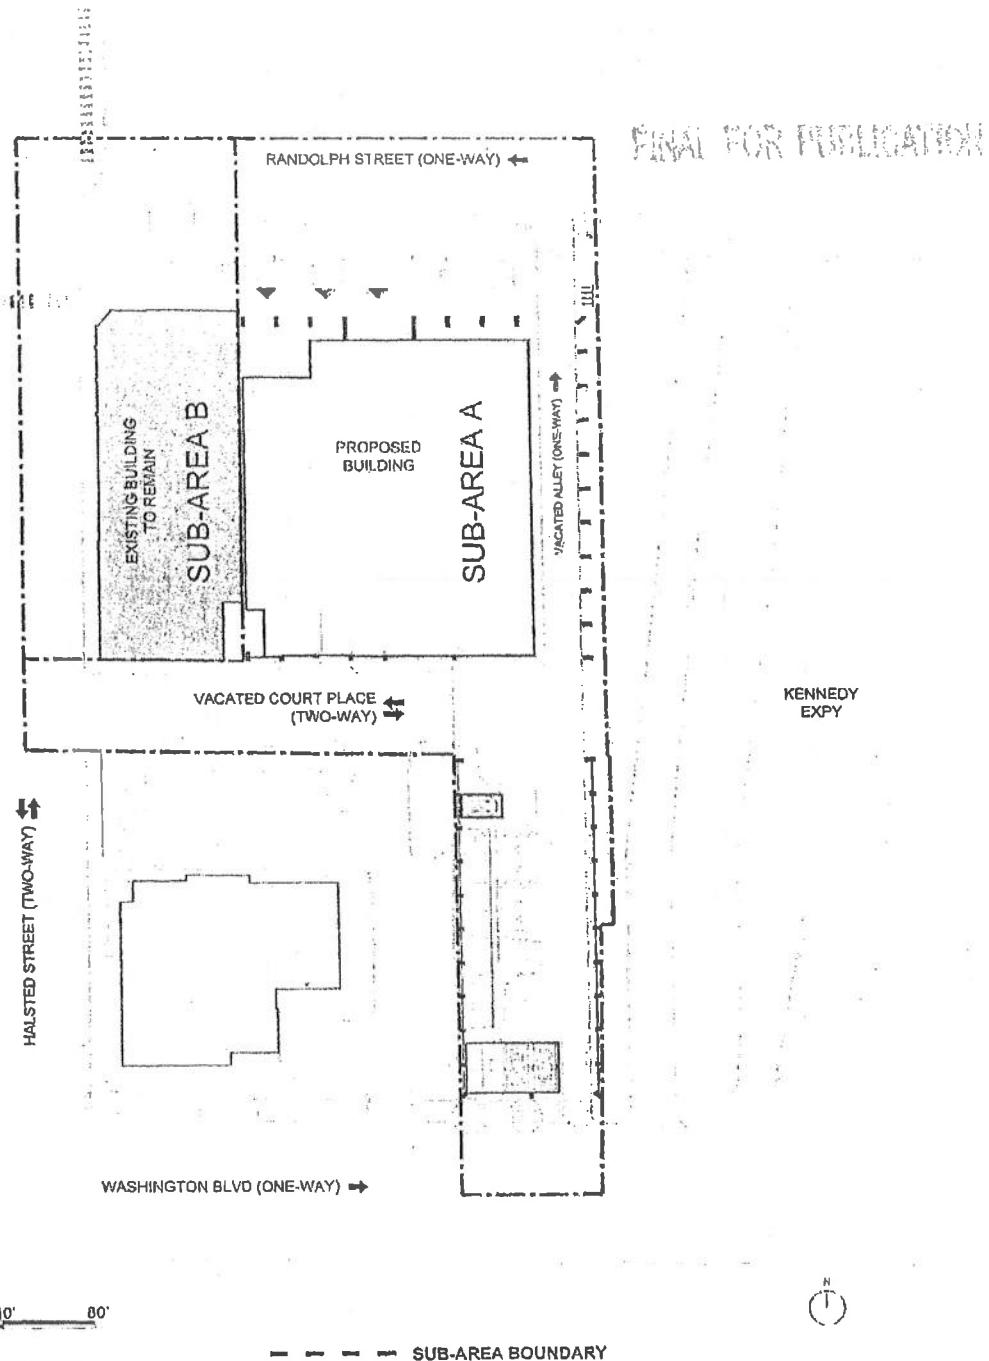 FINAL FOR PUBLICATION
RANDOLPH STREET (ONE-WAY)
EXISTING BUILDING
TO REMAIN
SUB-AREA B
PROPOSED
BUILDING
SUB-AREA A
VACATED ALLEY (ONE-WAY)
VACATED COURT PLACE
(TWO-WAY)
KENNEDY
EXPY
HALSTED STREET (TWO-WAY)
WASHINGTON BLVD (ONE-WAY)
N
0'
80'
SUB-AREA BOUNDARY